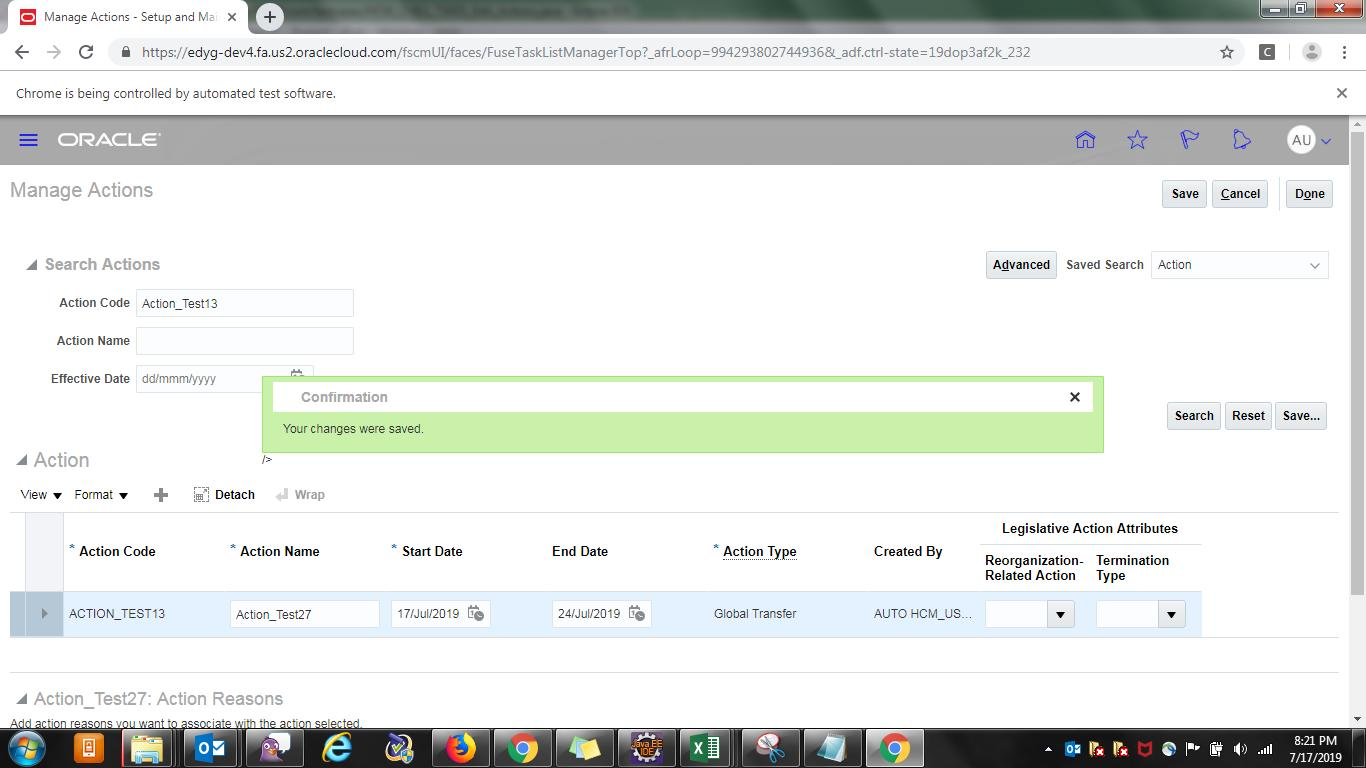 Manage Actions - Setup and Mai
https://edyg-dev4.fa.us2.oraclecloud.com/fscmUI/faces/FuseTaskListManagerTop?_afrLoop=994293802744936&_adf.ctrl-state=19dop3af2k_232
C
Chrome is being controlled by automated test software.
ORACLE
AU
Manage Actions
Save Cancel Done
Search Actions
Advanced Saved Search Action
Action Code Action_Test13
Action Name
Effective Date dd/mmm/yyyy
Confirmation
Your changes were saved.
Search Reset Save...
/>
Action
View Format Detach Wrap
Legislative Action Attributes
* Action Code * Action Name * Start Date End Date * Action Type Created By
Reorganization-Related Action Termination Type
ACTION_TEST13 Action_Test27 17/Jul/2019 24/Jul/2019 Global Transfer AUTO HCM_US...
Action_Test27: Action Reasons
Add action reasons you want to associate with the action selected.
Java EE IDE
8:21 PM
7/17/2019